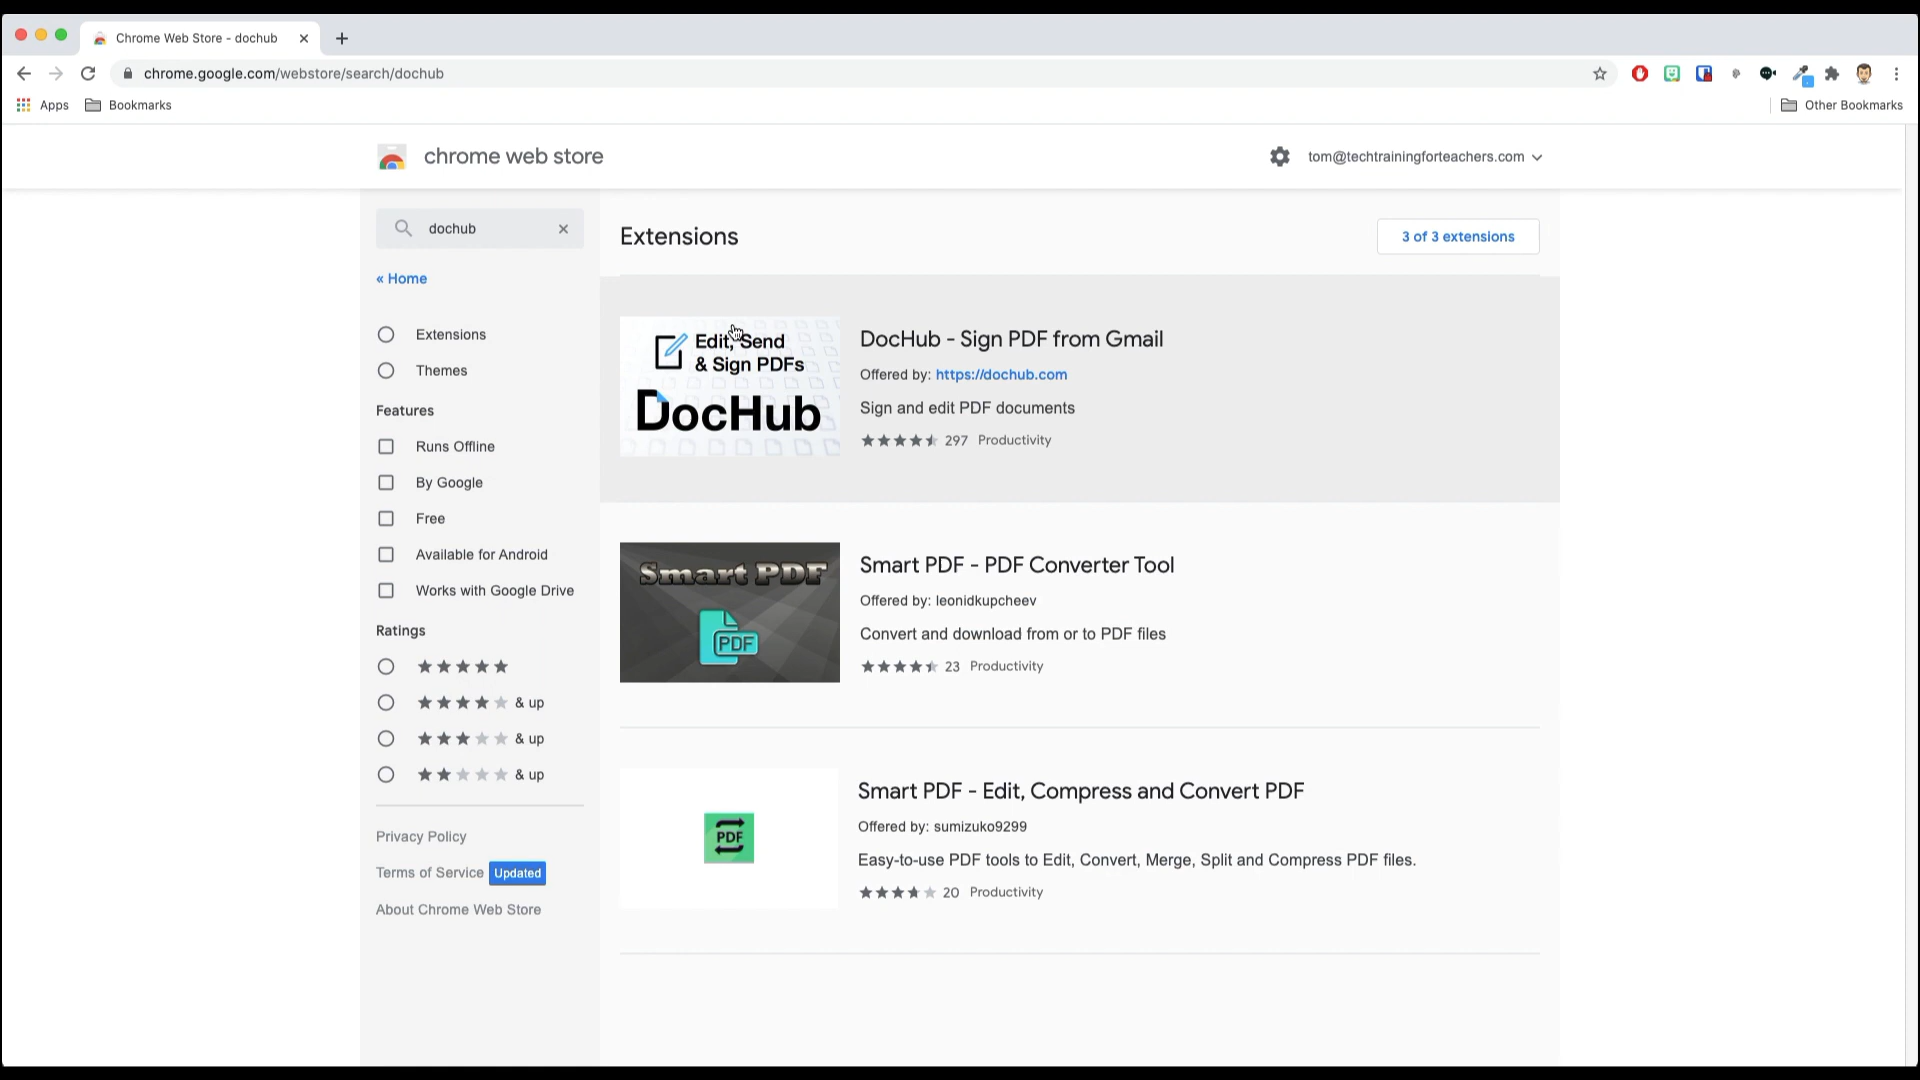 Chrome Web Store - dochub
chrome.google.com/webstore/search/dochub
Apps
Bookmarks
Other Bookmarks
chrome web store
tom@techtrainingforteachers.com
dochub
« Home
Extensions
Themes
Features
Runs Offline
By Google
Free
Available for Android
Works with Google Drive
Ratings
& up
& up
& up
Privacy Policy
Terms of Service Updated
About Chrome Web Store
Extensions
3 of 3 extensions
Edit, Send
& Sign PDFs
DocHub
DocHub - Sign PDF from Gmail
Offered by: https://dochub.com
Sign and edit PDF documents
297 Productivity
Smart PDF
PDF
Smart PDF - PDF Converter Tool
Offered by: leonidkupcheev
Convert and download from or to PDF files
23 Productivity
PDF
Smart PDF - Edit, Compress and Convert PDF
Offered by: sumizuko9299
Easy-to-use PDF tools to Edit, Convert, Merge, Split and Compress PDF files.
20 Productivity